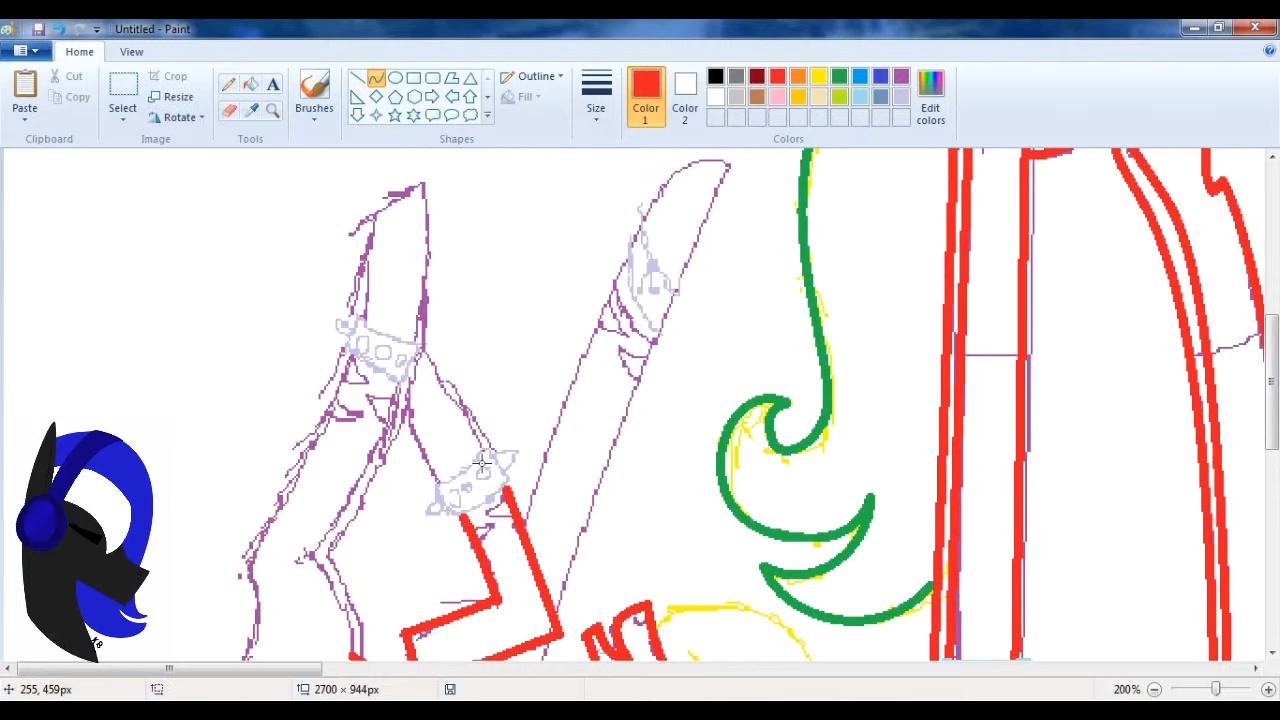 Untitled - Paint
Home View
Paste
Cut
Copy
Clipboard
Select
Crop
Resize
Rotate
Image
A
Tools
Brushes
Outline
Fill
Shapes
Size
Color 1
Color 2
Edit colors
Colors
255, 459px
2700 × 944px
200%